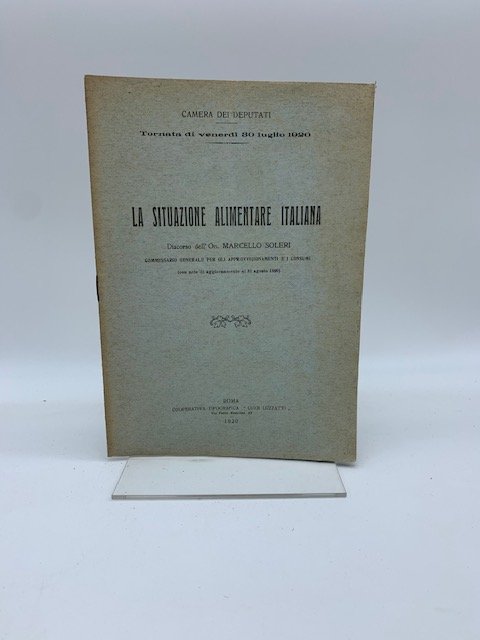 CAMERA DEI DEPUTATI
Tornata di venerdì 30 luglio 1920
LA SITUAZIONE ALIMENTARE ITALIANA
Discorso dell'On. MARCELLO SOLERI
COMMISSARIO GENERALE PER GLI APPROVVIGIONAMENTI E I CONSUMI
(con note di aggiornamento al 31 agosto 1920)
ROMA
COOPERATIVA TIPOGRAFICA "LUIGI LUZZATTI"
Via
1920